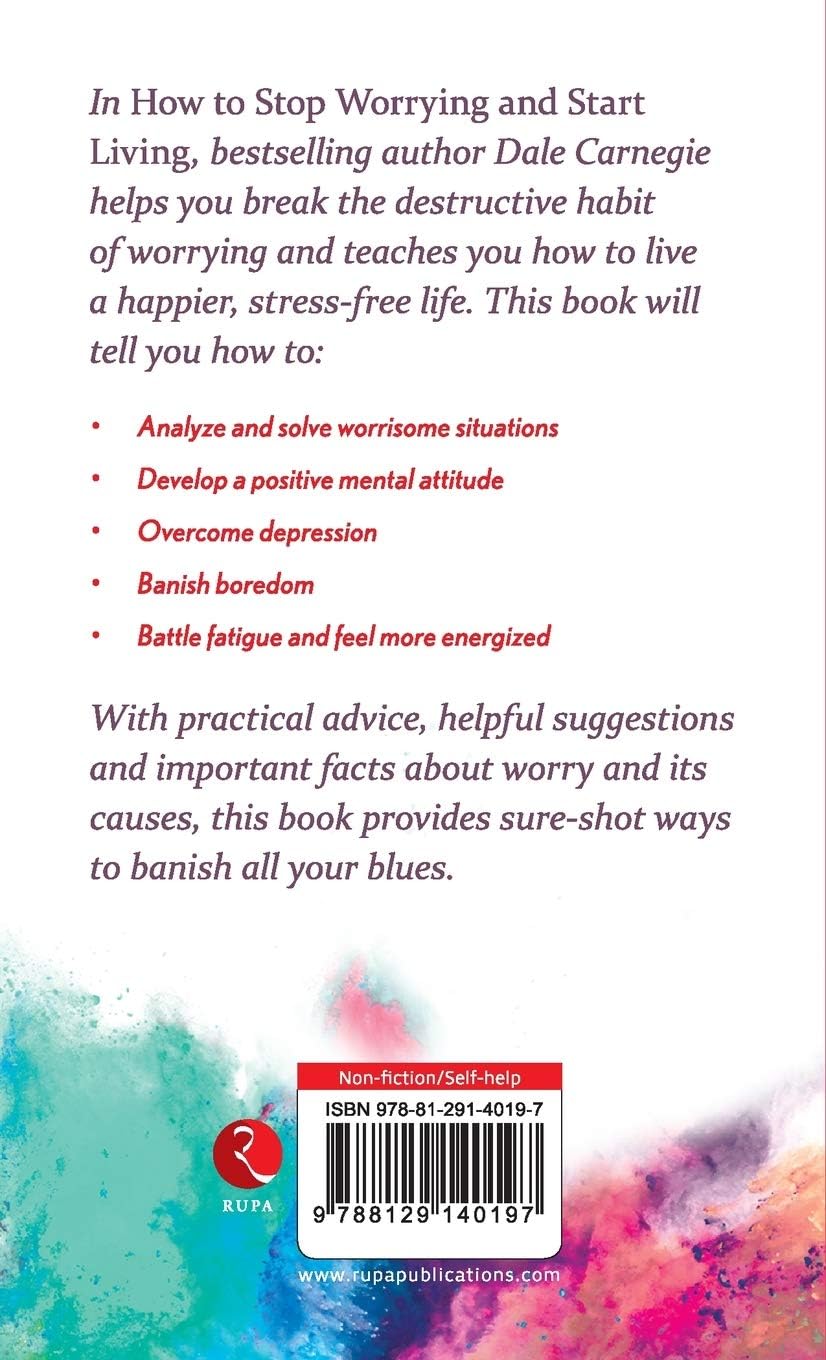 In How to Stop Worrying and Start
Living, bestselling author Dale Carnegie
helps you break the destructive habit
of worrying and teaches you how to live
a happier, stress-free life. This book will
tell you how to:
• Analyze and solve worrisome situations
• Develop a positive mental attitude
• Overcome depression
• Banish boredom
• Battle fatigue and feel more energized
With practical advice, helpful suggestions
and important facts about worry and its
causes, this book provides sure-shot ways
to banish all your blues.
Non-fiction/Self-help
ISBN 978-81-291-4019-7
RUPA
9 788129 140197
www.rupapublications.com